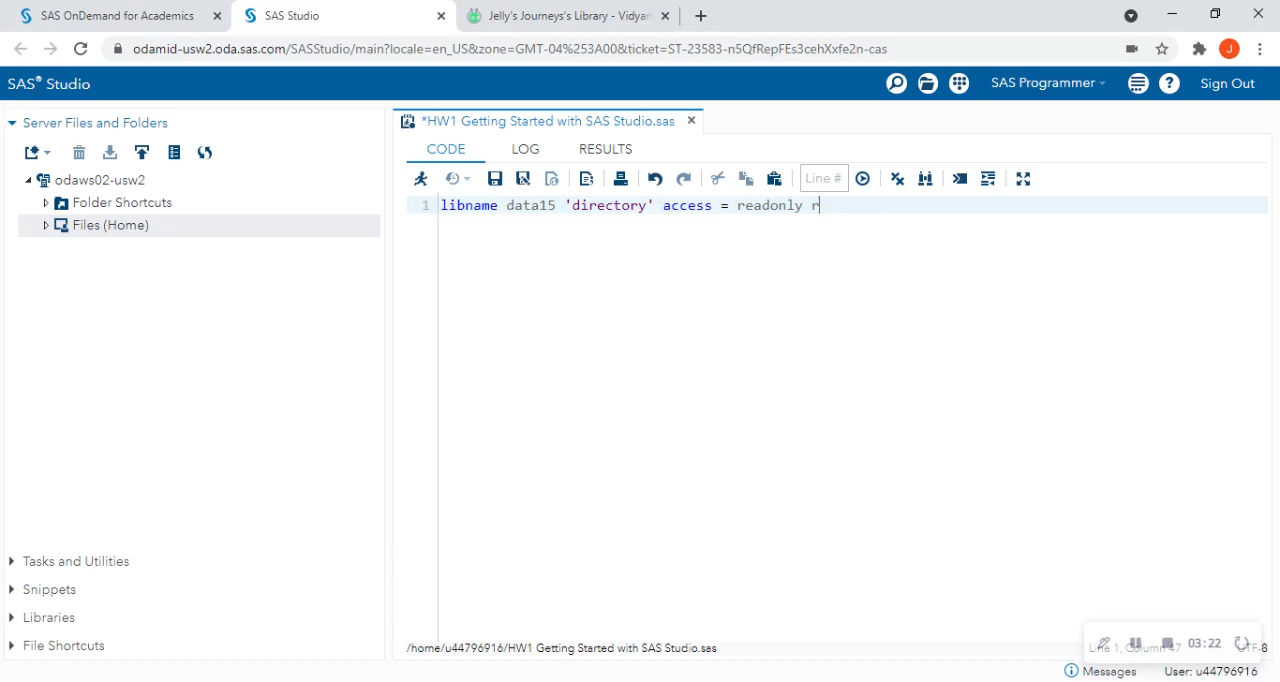 SAS OnDemand for Academics
SAS Studio
Jelly's Journeys's Library - Vidyar
odamid-usw2.oda.sas.com/SASStudio/main?locale=en_US&zone=GMT-04%253A00&ticket=ST-23583-n5QfRepFEs3cehXxfe2n-cas
J
SAS® Studio
SAS Programmer
Sign Out
Server Files and Folders
odaws02-usw2
Folder Shortcuts
Files (Home)
Tasks and Utilities
Snippets
Libraries
File Shortcuts
*HW1 Getting Started with SAS Studio.sas
CODE
LOG
RESULTS
Line #
1 libname data15 'directory' access = readonly r
/home/u44796916/HW1 Getting Started with SAS Studio.sas
Line 1, Column 47
UTF-8
03:22
Messages
User: u44796916